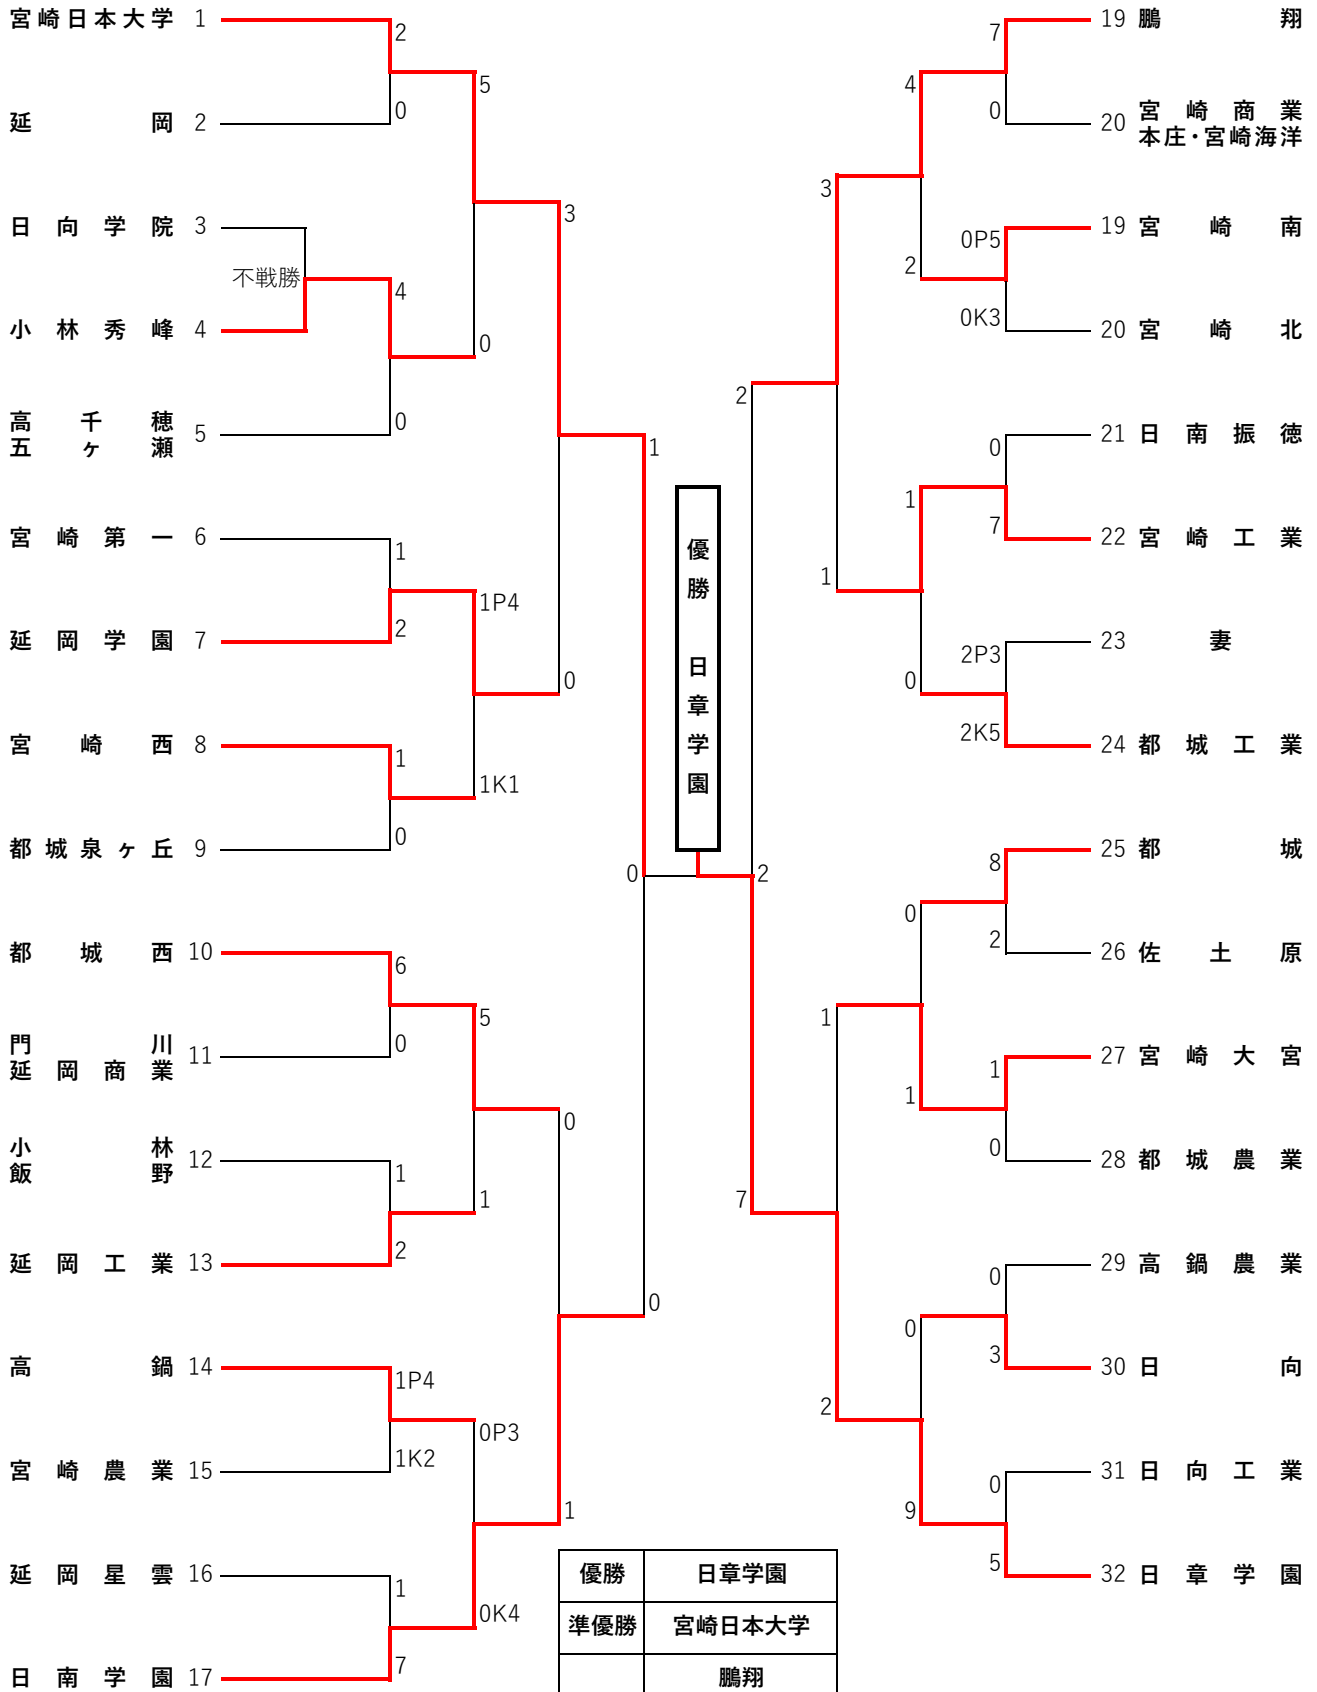 宮崎日本大学 1
2
0
延岡 2
5
日向学院 3
不戦勝
小林秀峰 4
4
0
0
高千穂
五ヶ瀬 5
3
宮崎第一 6
1
2
延岡学園 7
1P4
0
宮崎西 8
1
0
1K1
都城泉ヶ丘 9
1
都城西 10
6
0
5
門川
延岡商業 11
小林
飯野 12
1
2
1
延岡工業 13
0
0
高鍋 14
1P4
1K2
0P3
宮崎農業 15
1
延岡星雲 16
1
7
0K4
日南学園 17
優勝 日章学園
0
2
19 鵬翔
7
0
4
20 宮崎商業
本庄・宮崎海洋
3
19 宮崎南
0P5
0K3
2
20 宮崎北
2
21 日南振徳
0
7
1
22 宮崎工業
1
23 妻
2P3
2K5
0
24 都城工業
25 都城
8
2
0
26 佐土原
1
27 宮崎大宮
1
0
1
28 都城農業
7
29 高鍋農業
0
3
0
30 日向
2
31 日向工業
0
5
9
32 日章学園
優勝 日章学園
準優勝 宮崎日本大学
鵬翔